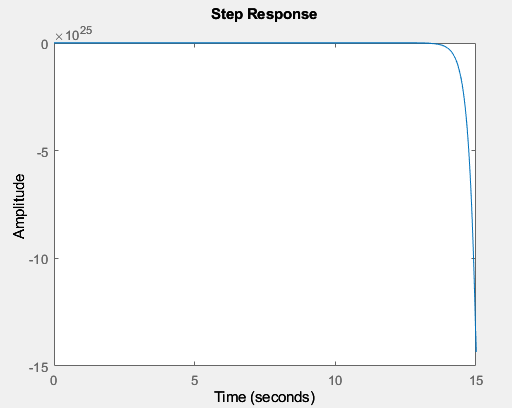 Step Response
×10^25
0
-5
-10
-15
Amplitude
0 5 10 15
Time (seconds)